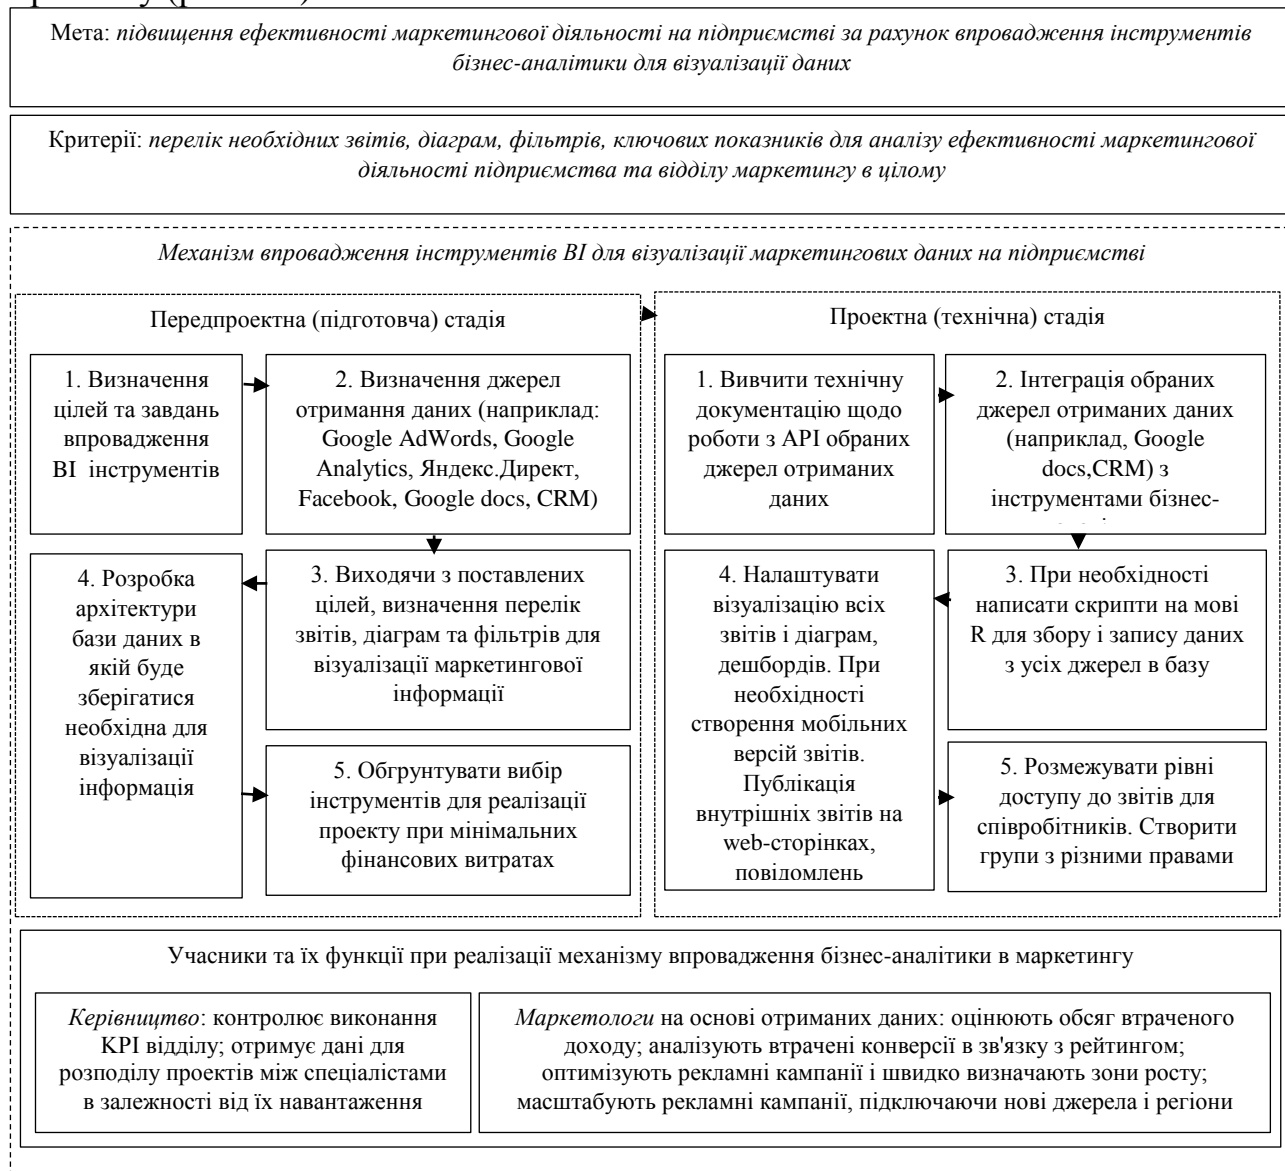 Мета: підвищення ефективності маркетингової діяльності на підприємстві за рахунок впровадження інструментів
бізнес-аналітики для візуалізації даних
Критерії: перелік необхідних звітів, діаграм, фільтрів, ключових показників для аналізу ефективності маркетингової
діяльності підприємства та відділу маркетингу в цілому
Механізм впровадження інструментів BI для візуалізації маркетингових даних на підприємстві
Передпроектна (підготовча) стадія
1. Визначення
цілей та завдань
впровадження
BI інструментів
2. Визначення джерел
отримання даних (наприклад:
Google AdWords, Google
Analytics, Яндекс.Директ,
Facebook, Google docs, CRM)
3. Виходячи з поставлених
цілей, визначення перелік
звітів, діаграм та фільтрів для
візуалізації маркетингової
інформації
4. Розробка
архітектури
бази даних в
якій буде
зберігатися
необхідна для
візуалізації
інформація
5. Обгрунтувати вибір
інструментів для реалізації
проекту при мінімальних
фінансових витратах
Проектна (технічна) стадія
1. Вивчити технічну
документацію щодо
роботи з API обраних
джерел отриманих
даних
2. Інтеграція обраних
джерел отриманих даних
(наприклад, Google
docs,CRM) з
інструментами бізнес-
3. При необхідності
написати скрипти на мові
R для збору і запису даних
з усіх джерел в базу
4. Налаштувати
візуалізацію всіх
звітів і діаграм,
дешбордів. При
необхідності
створення мобільних
версій звітів.
Публікація
внутрішніх звітів на
web-сторінках,
повідомлень
5. Розмежувати рівні
доступу до звітів для
співробітників. Створити
групи з різними правами
Учасники та їх функції при реалізації механізму впровадження бізнес-аналітики в маркетингу
Керівництво: контролює виконання
KPI відділу; отримує дані для
розподілу проектів між спеціалістами
в залежності від їх навантаження
Маркетологи на основі отриманих даних: оцінюють обсяг втраченого
доходу; аналізують втрачені конверсії в зв'язку з рейтингом;
оптимізують рекламні кампанії і швидко визначають зони росту;
масштабують рекламні кампанії, підключаючи нові джерела і регіони